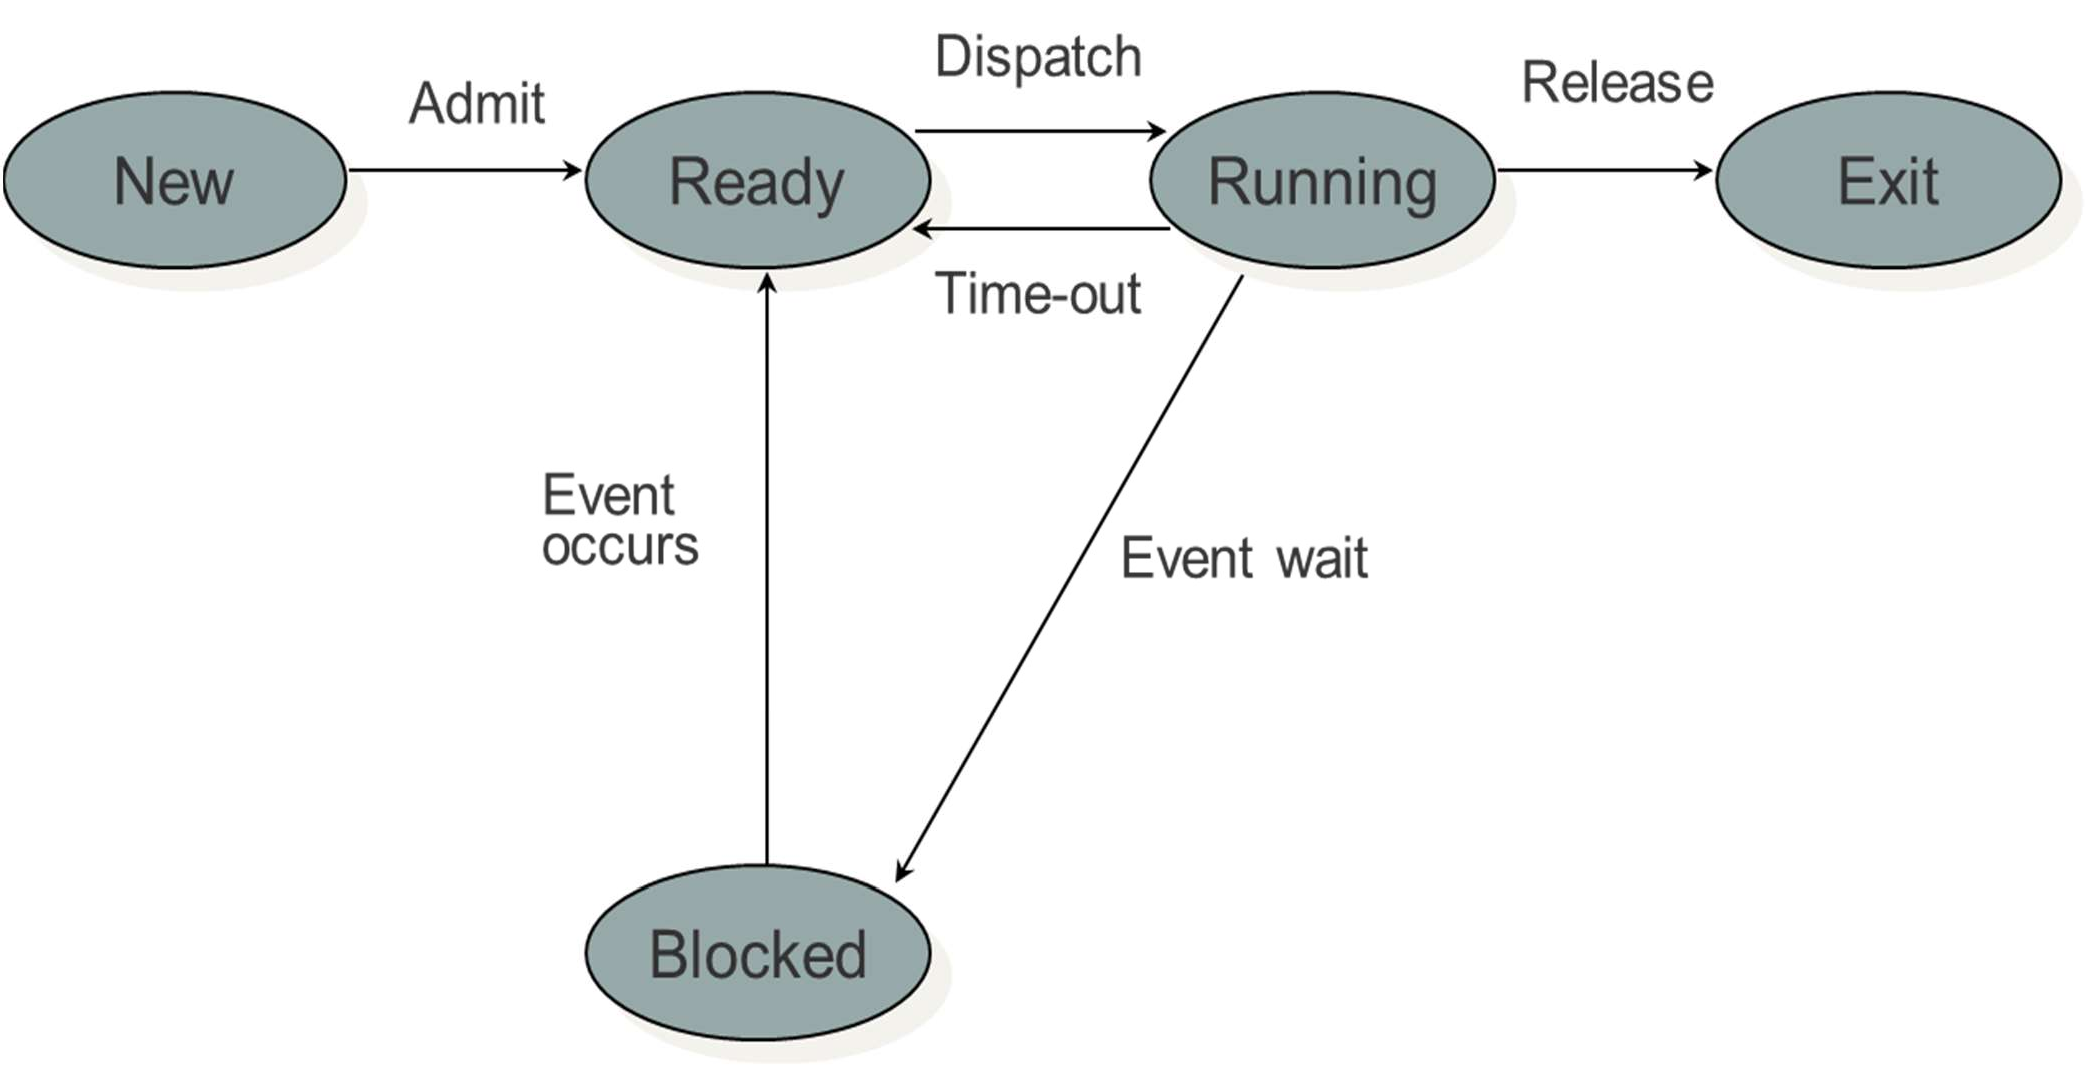 Dispatch
Release
Admit
New
Ready
Running
Exit
Time-out
Event
occurs
Event wait
Blocked